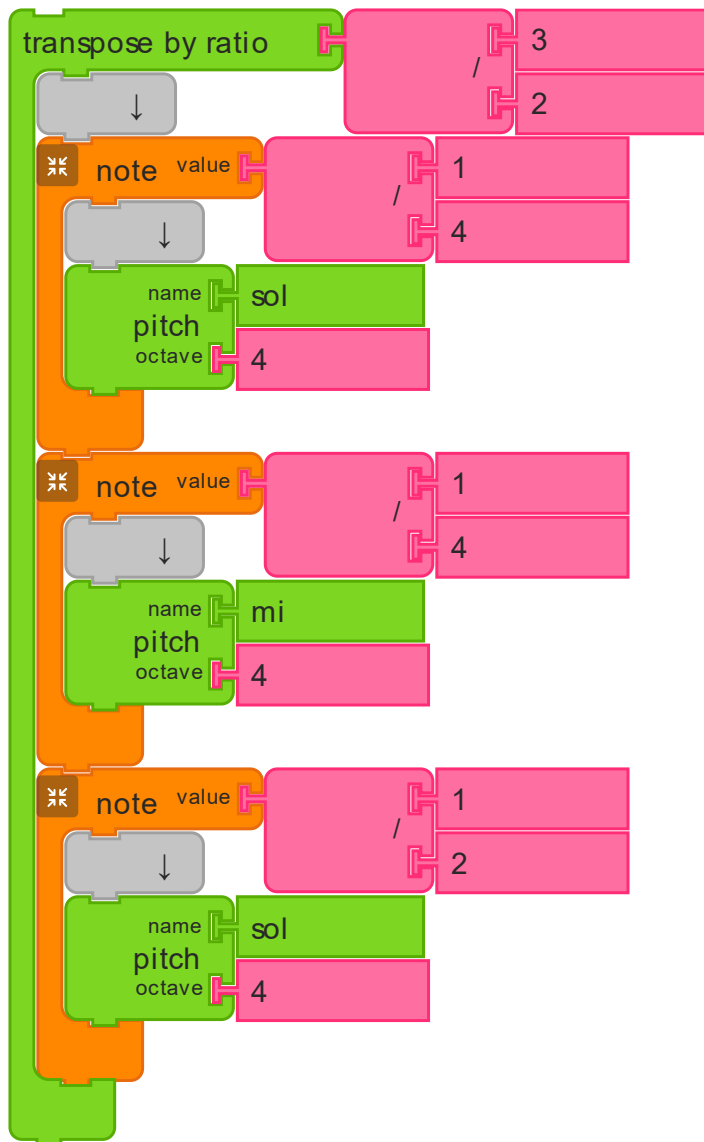 transpose by ratio / 3
2
↓
note value / 1
4
↓
name sol
pitch
octave 4
note value / 1
4
↓
name mi
pitch
octave 4
note value / 1
2
↓
name sol
pitch
octave 4